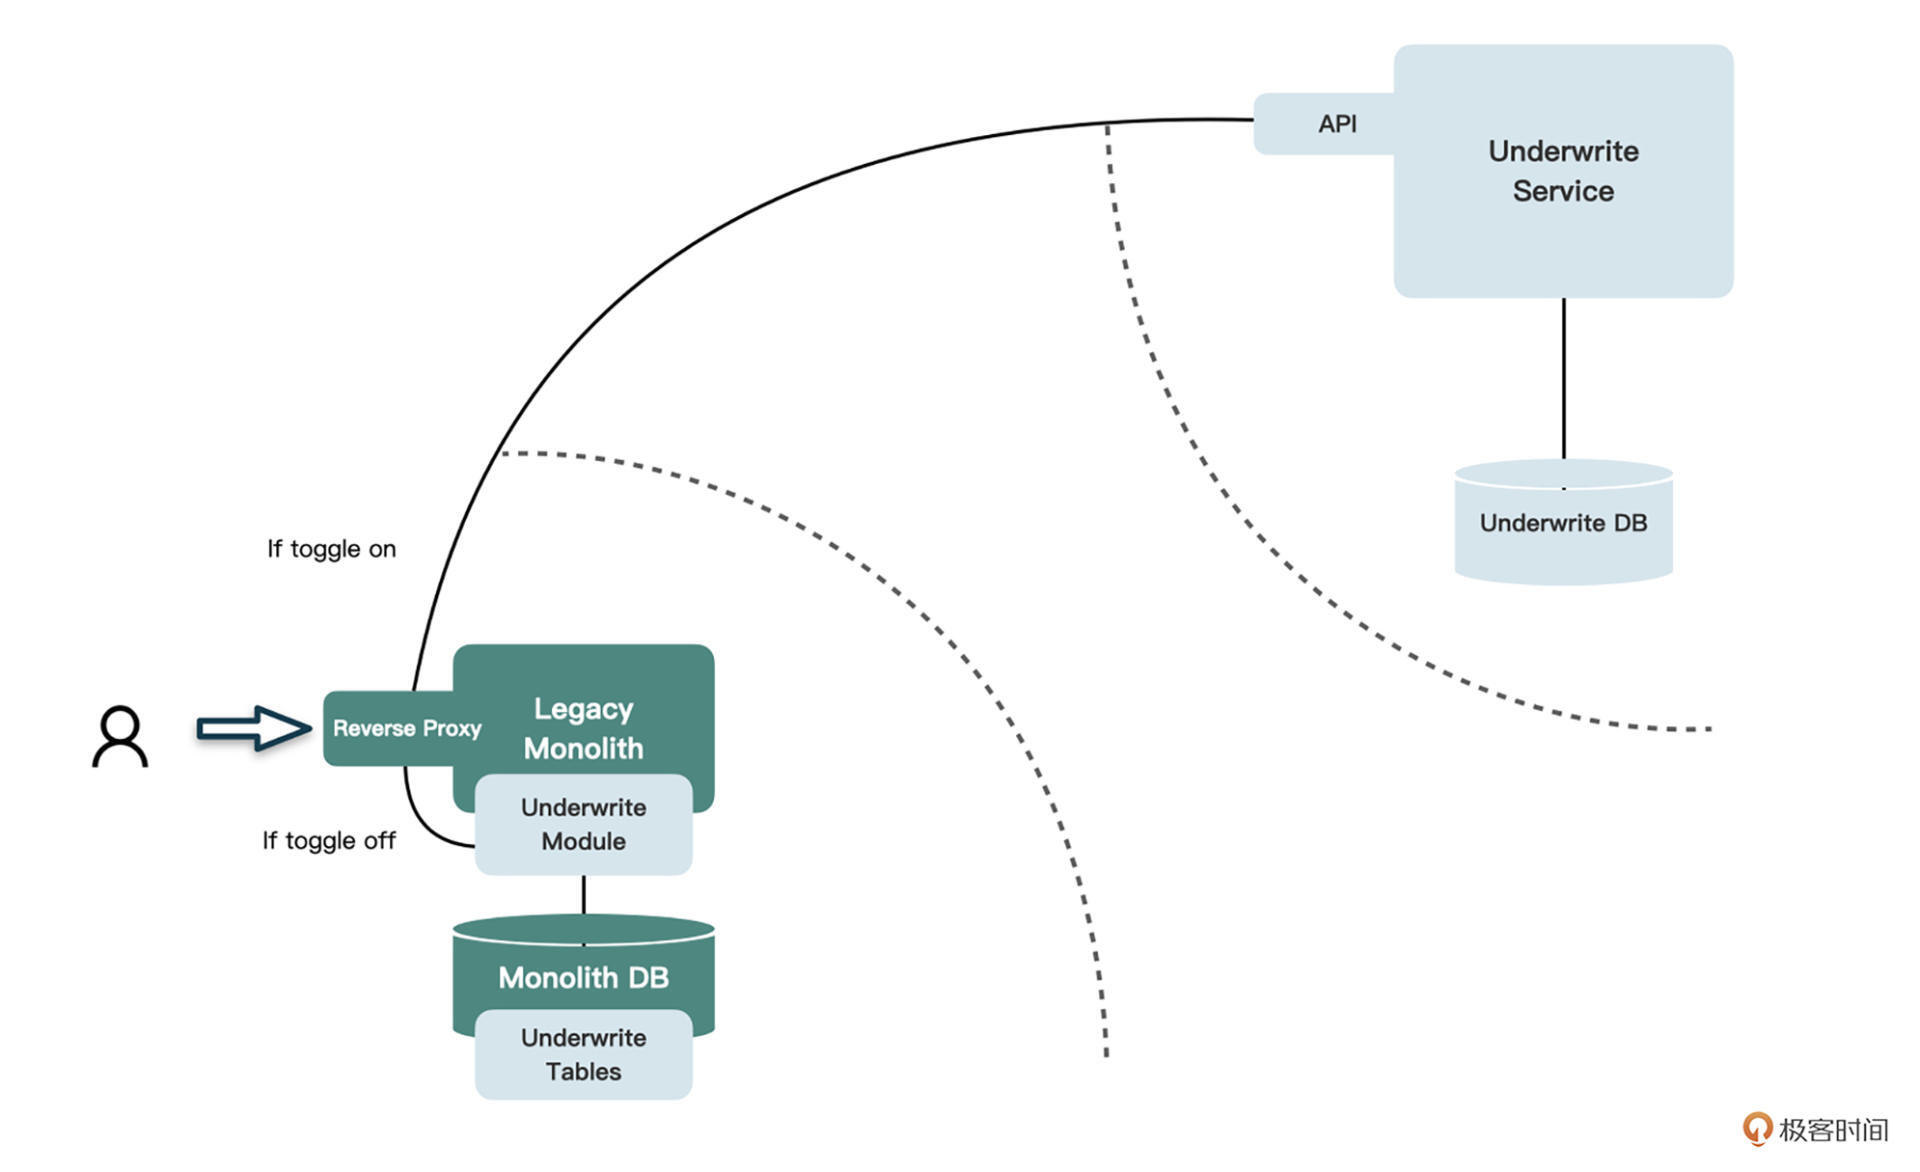 API
Underwrite
Service
Underwrite DB
If toggle on
Reverse Proxy
Legacy
Monolith
Underwrite
Module
If toggle off
Monolith DB
Underwrite
Tables
极客时间